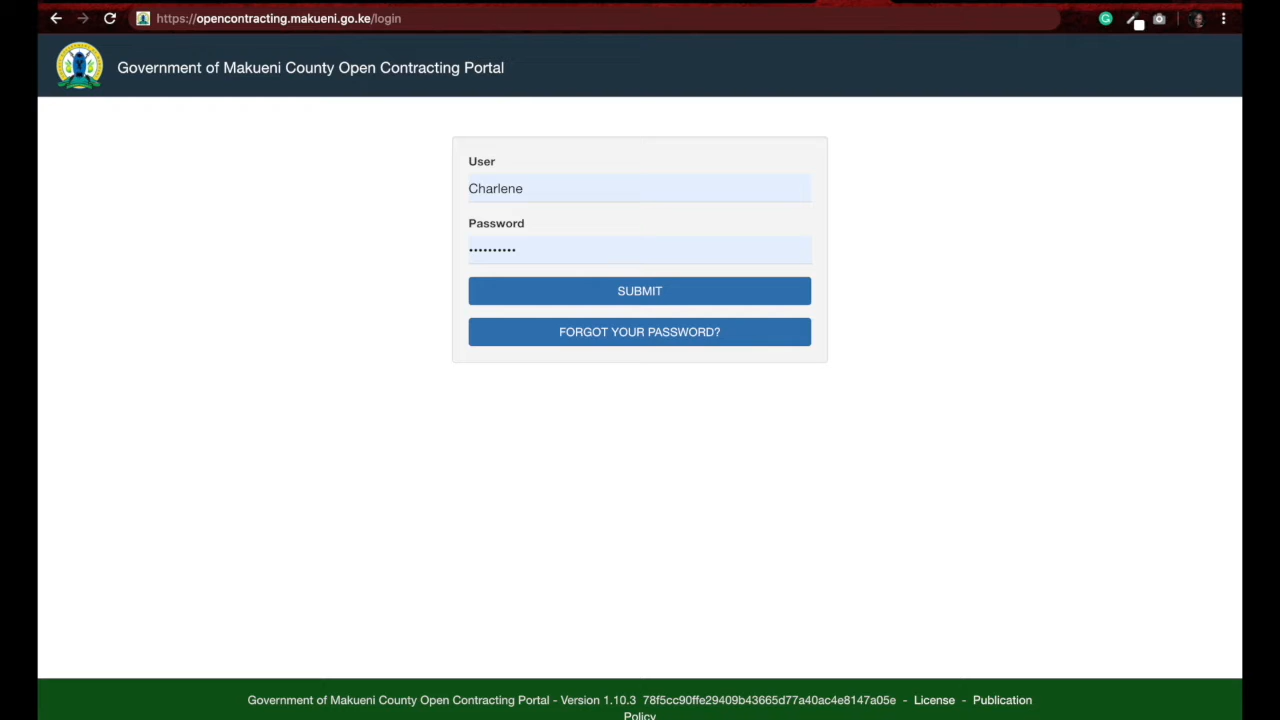 https://opencontracting.makueni.go.ke/login
Government of Makueni County Open Contracting Portal
User
Charlene
Password
••••••••••
SUBMIT
FORGOT YOUR PASSWORD?
Government of Makueni County Open Contracting Portal - Version 1.10.3 78f5cc90ffe29409b43665d77a40ac4e8147a05e - License - Publication
Policy